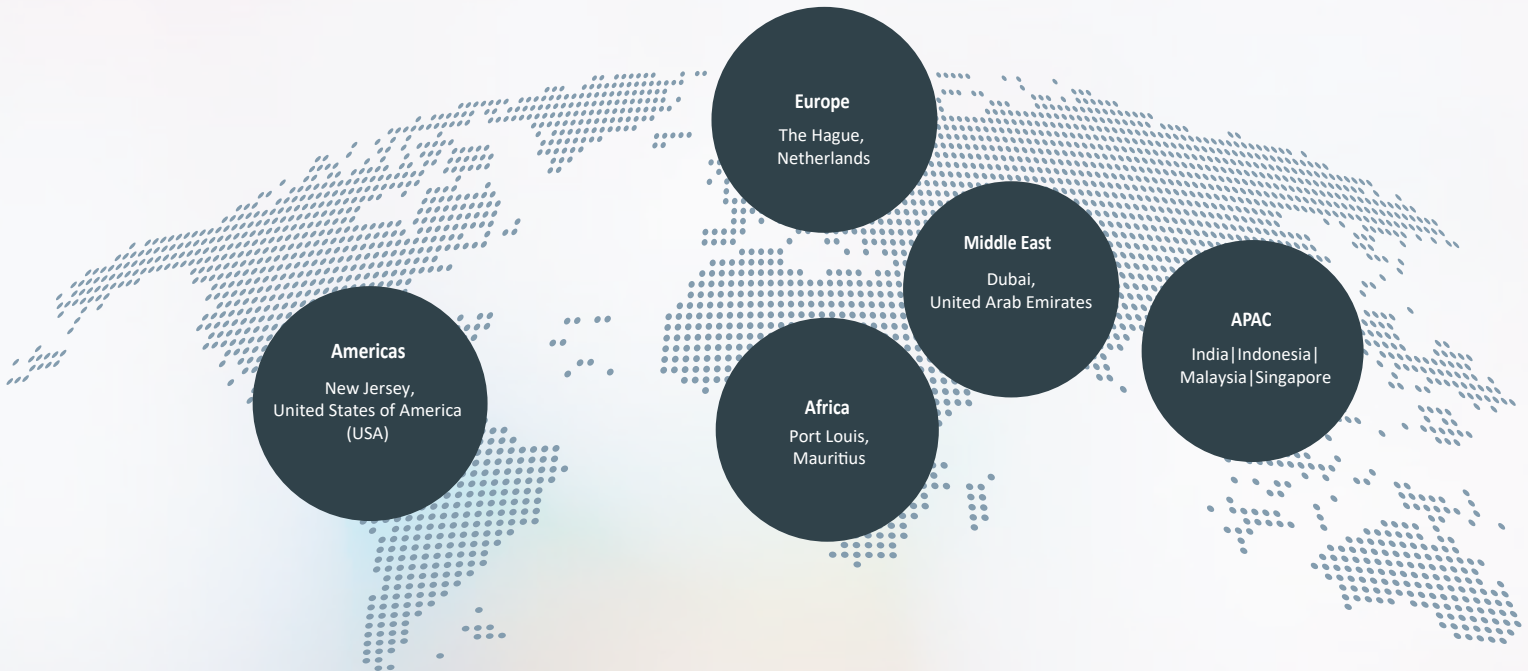 Europe
The Hague,
Netherlands
Middle East
Dubai,
United Arab Emirates
APAC
India|Indonesia|
Malaysia|Singapore
Americas
New Jersey,
United States of America
(USA)
Africa
Port Louis,
Mauritius